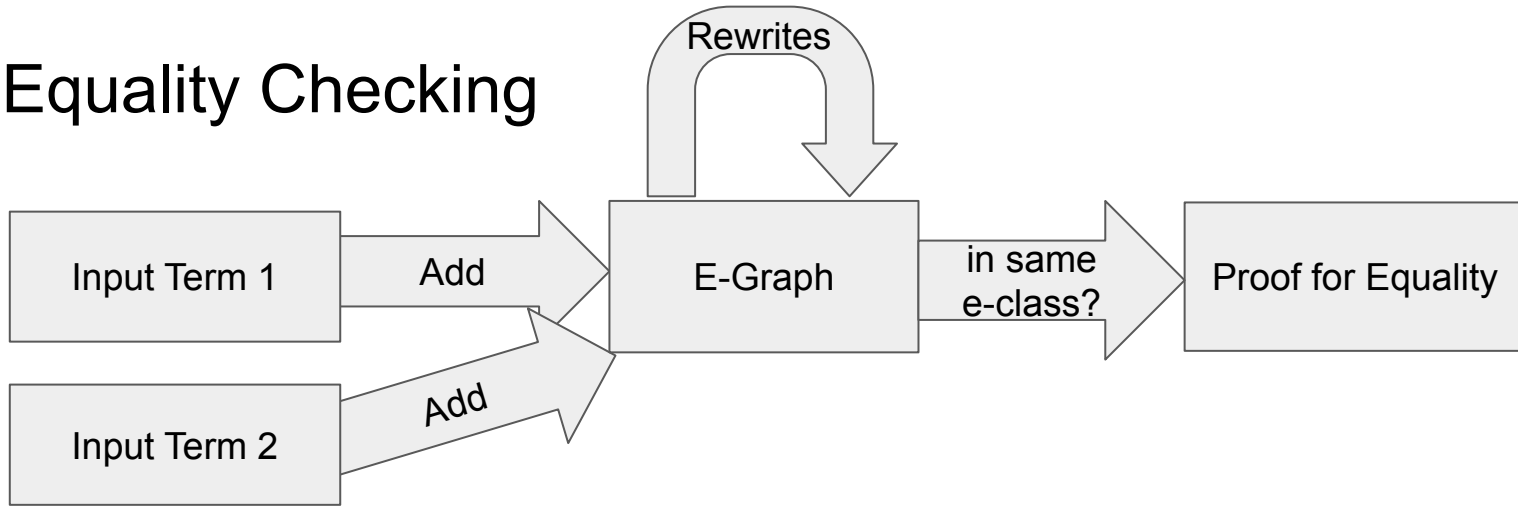 Rewrites
Equality Checking
Input Term 1
Add
E-Graph
in same
e-class?
Proof for Equality
Input Term 2
Add